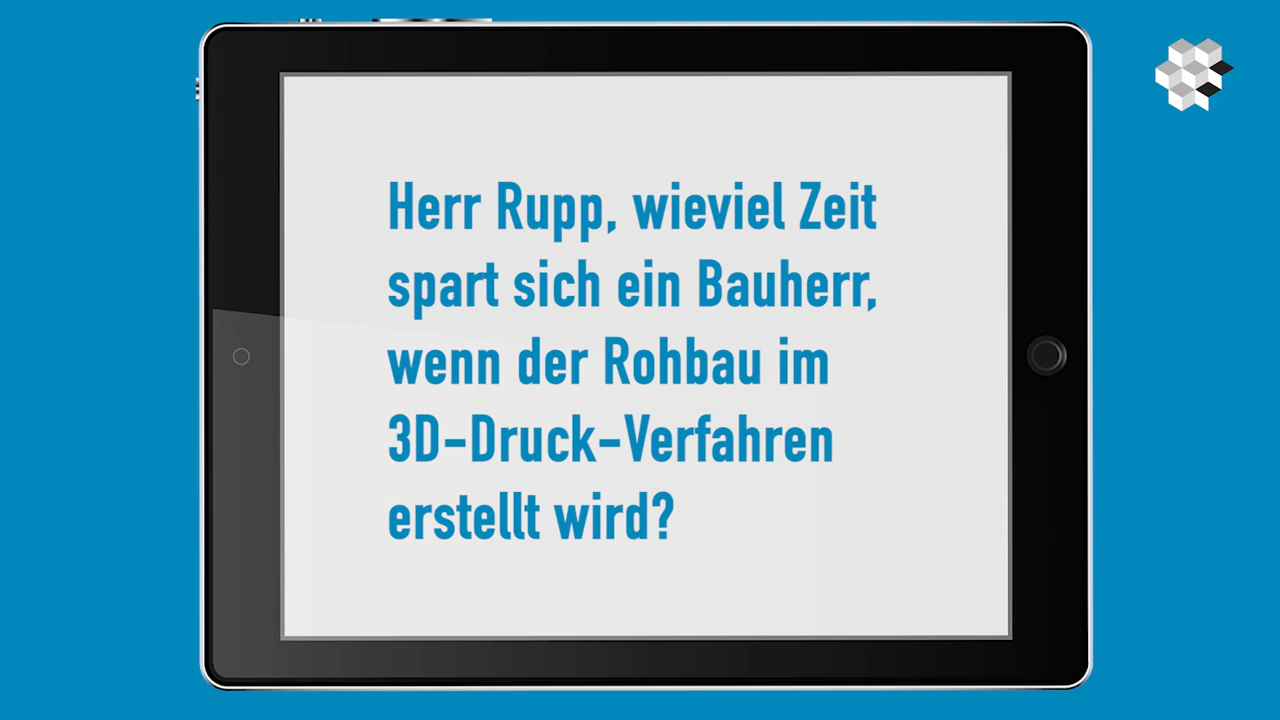 Herr Rupp, wieviel Zeit
spart sich ein Bauherr,
wenn der Rohbau im
3D-Druck-Verfahren
erstellt wird?